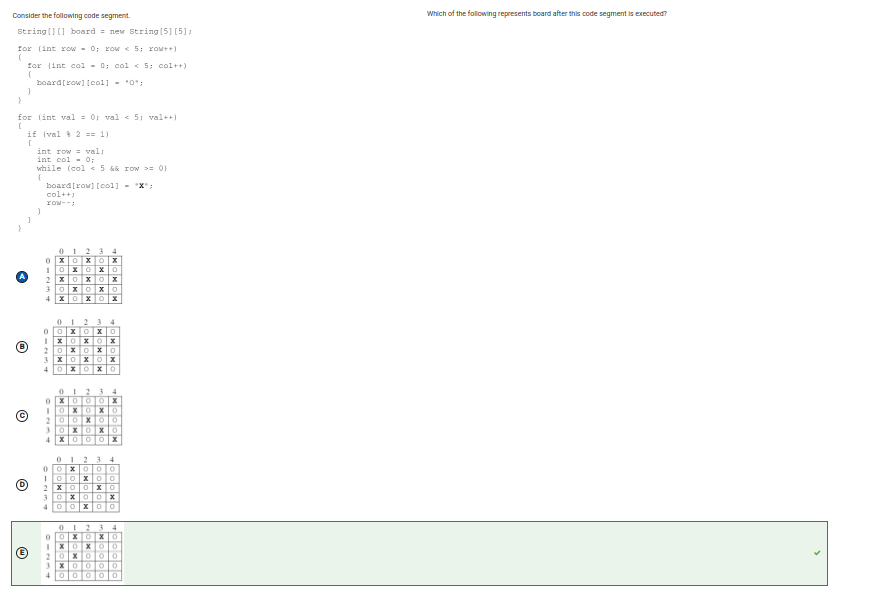 Consider the following code segment.
String[][] board = new String[5][5];
for (int row = 0; row < 5; row++)
{
for (int col = 0; col < 5; col++)
{
board[row][col] = "O";
}
}
for (int val = 0; val < 5; val++)
{
if (val % 2 == 1)
{
int row = val;
int col = 0;
while (col < 5 && row >= 0)
{
board[row][col] = "X";
col++;
row--;
}
}
}
Which of the following represents board after this code segment is executed?
A
0 1 2 3 4
0 X O X O X
1 O X O X O
2 X O X O X
3 O X O X O
4 X O X O X
B
0 1 2 3 4
0 O X O X O
1 X O X O X
2 O X O X O
3 X O X O X
4 O X O X O
C
0 1 2 3 4
0 X O O O X
1 O X O X O
2 O O X O O
3 O X O X O
4 X O O O X
D
0 1 2 3 4
0 O X O O O
1 O O X O O
2 X O O X O
3 O X O O X
4 O O X O O
E
0 1 2 3 4
0 O X O X O
1 X O X O O
2 O X O O O
3 X O O O O
4 O O O O O